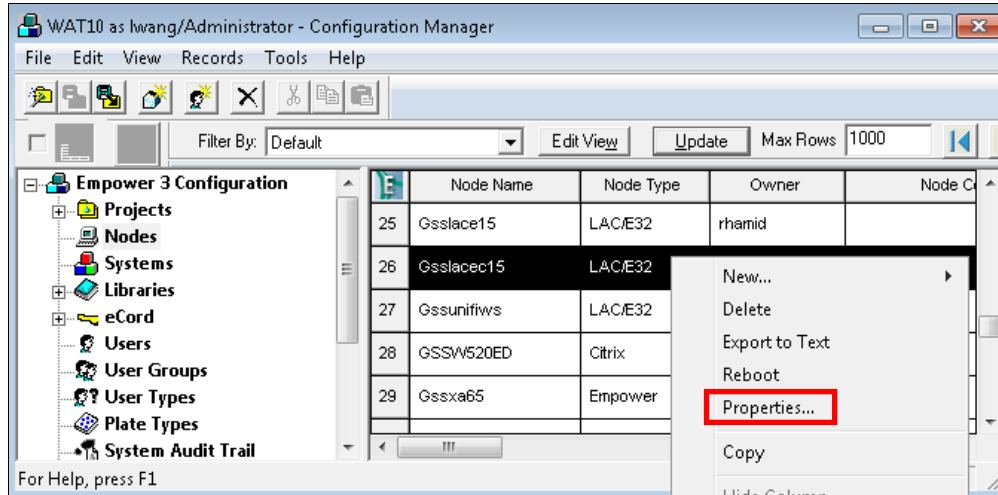 WAT10 as lwang/Administrator - Configuration Manager
File Edit View Records Tools Help
Filter By: Default Edit View Update Max Rows 1000
Empower 3 Configuration
Projects
Nodes
Systems
Libraries
eCord
Users
User Groups
User Types
Plate Types
System Audit Trail
Node Name Node Type Owner Node
25 Gsslace15 LAC/E32 rhamid
26 Gsslacec15 LAC/E32
27 Gssunifiws LAC/E32
28 GSSW520ED Citrix
29 Gssxa65 Empower
New...
Delete
Export to Text
Reboot
Properties...
Copy
Hide Column
For Help, press F1